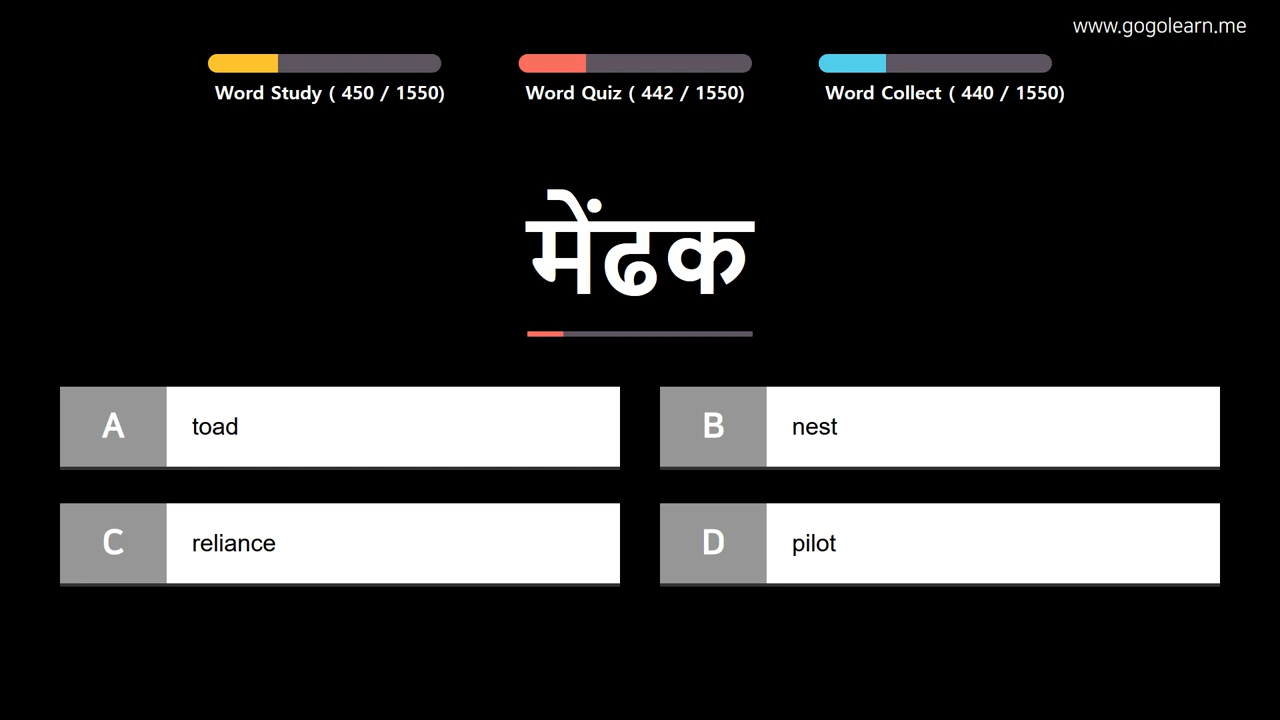 www.gogolearn.me
Word Study ( 450 / 1550)
Word Quiz ( 442 / 1550)
Word Collect ( 440 / 1550)
मेंढक
A
toad
B
nest
C
reliance
D
pilot